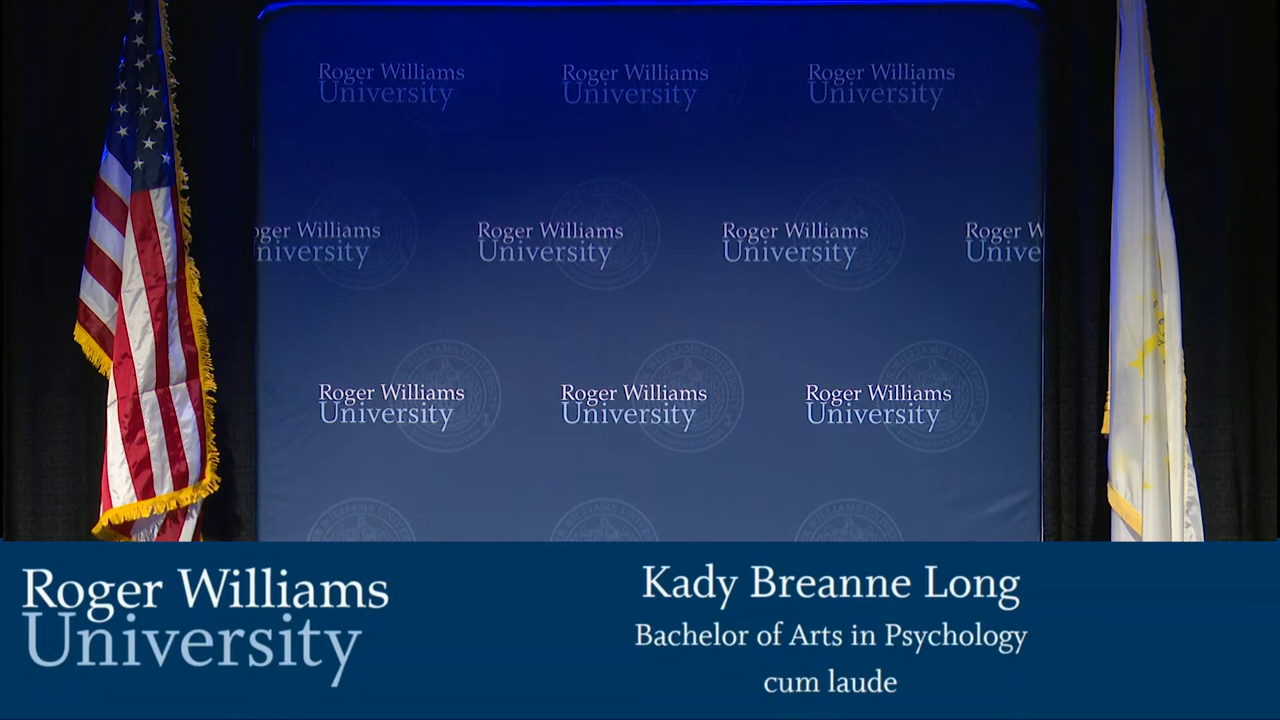 Roger Williams Roger Williams Roger Williams
University University University
Roger Williams Roger Williams
University University
Roger Williams Roger Williams Roger Williams
University University University
Roger Williams
University
Kady Breanne Long
Bachelor of Arts in Psychology
cum laude